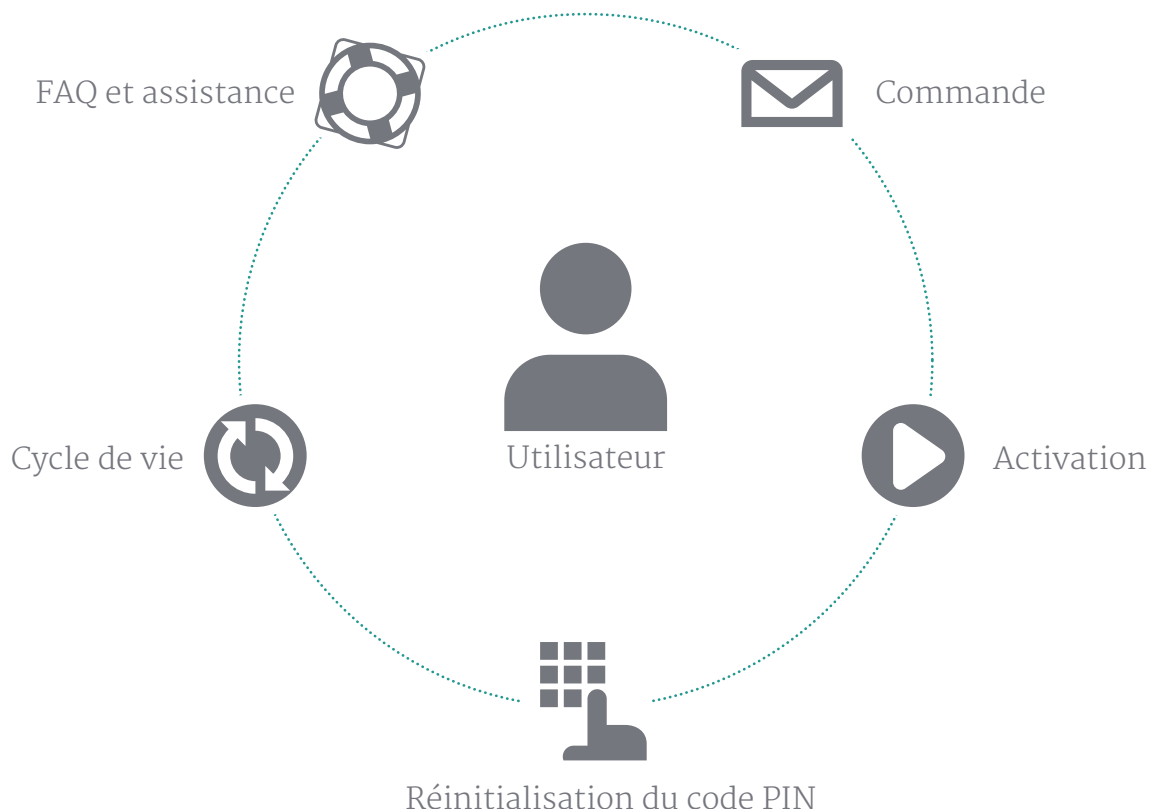 FAQ et assistance
Commande
Utilisateur
Cycle de vie
Activation
Réinitialisation du code PIN